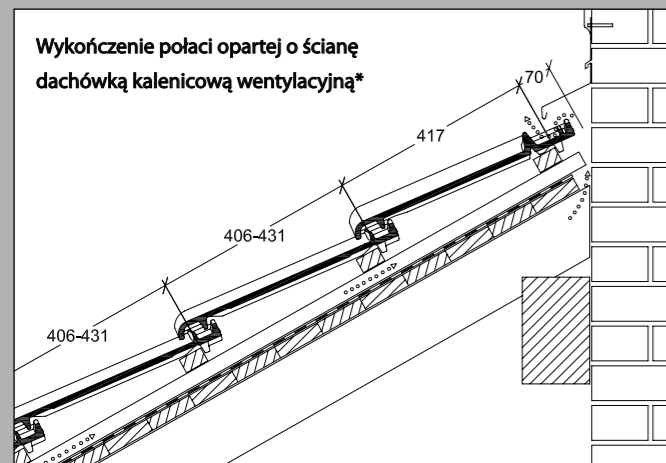 Wykończenie połaci opartej o ścianę
dachówką kalenicową wentylacyjną*
70
417
406-431
406-431